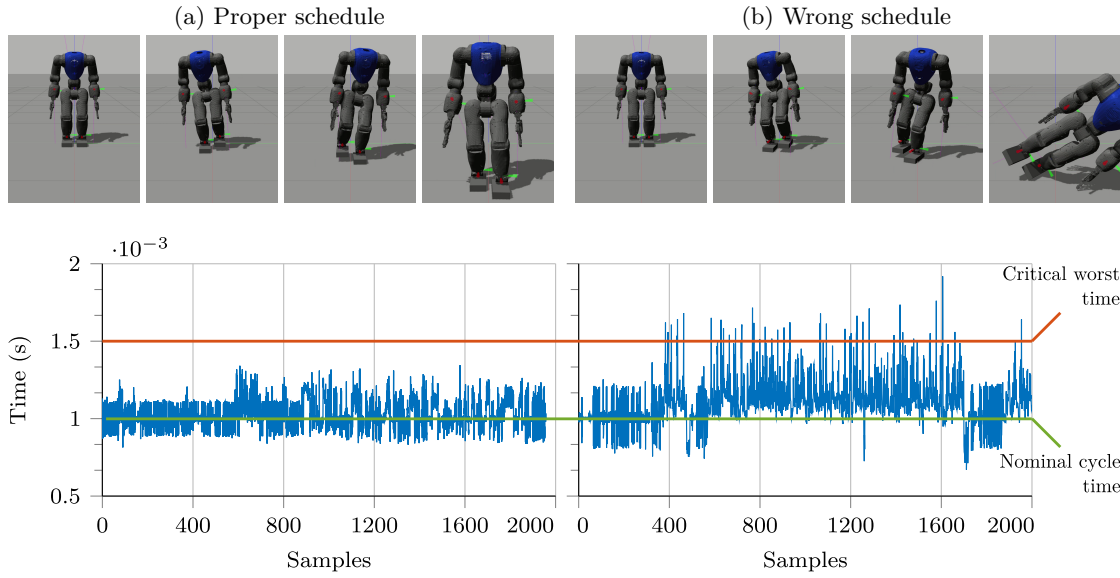 (a) Proper schedule
(b) Wrong schedule
·10⁻³
2
1.5
1
0.5
Time (s)
0 400 800 1200 1600 2000
Samples
0 400 800 1200 1600 2000
Samples
Critical worst
time
Nominal cycle
time